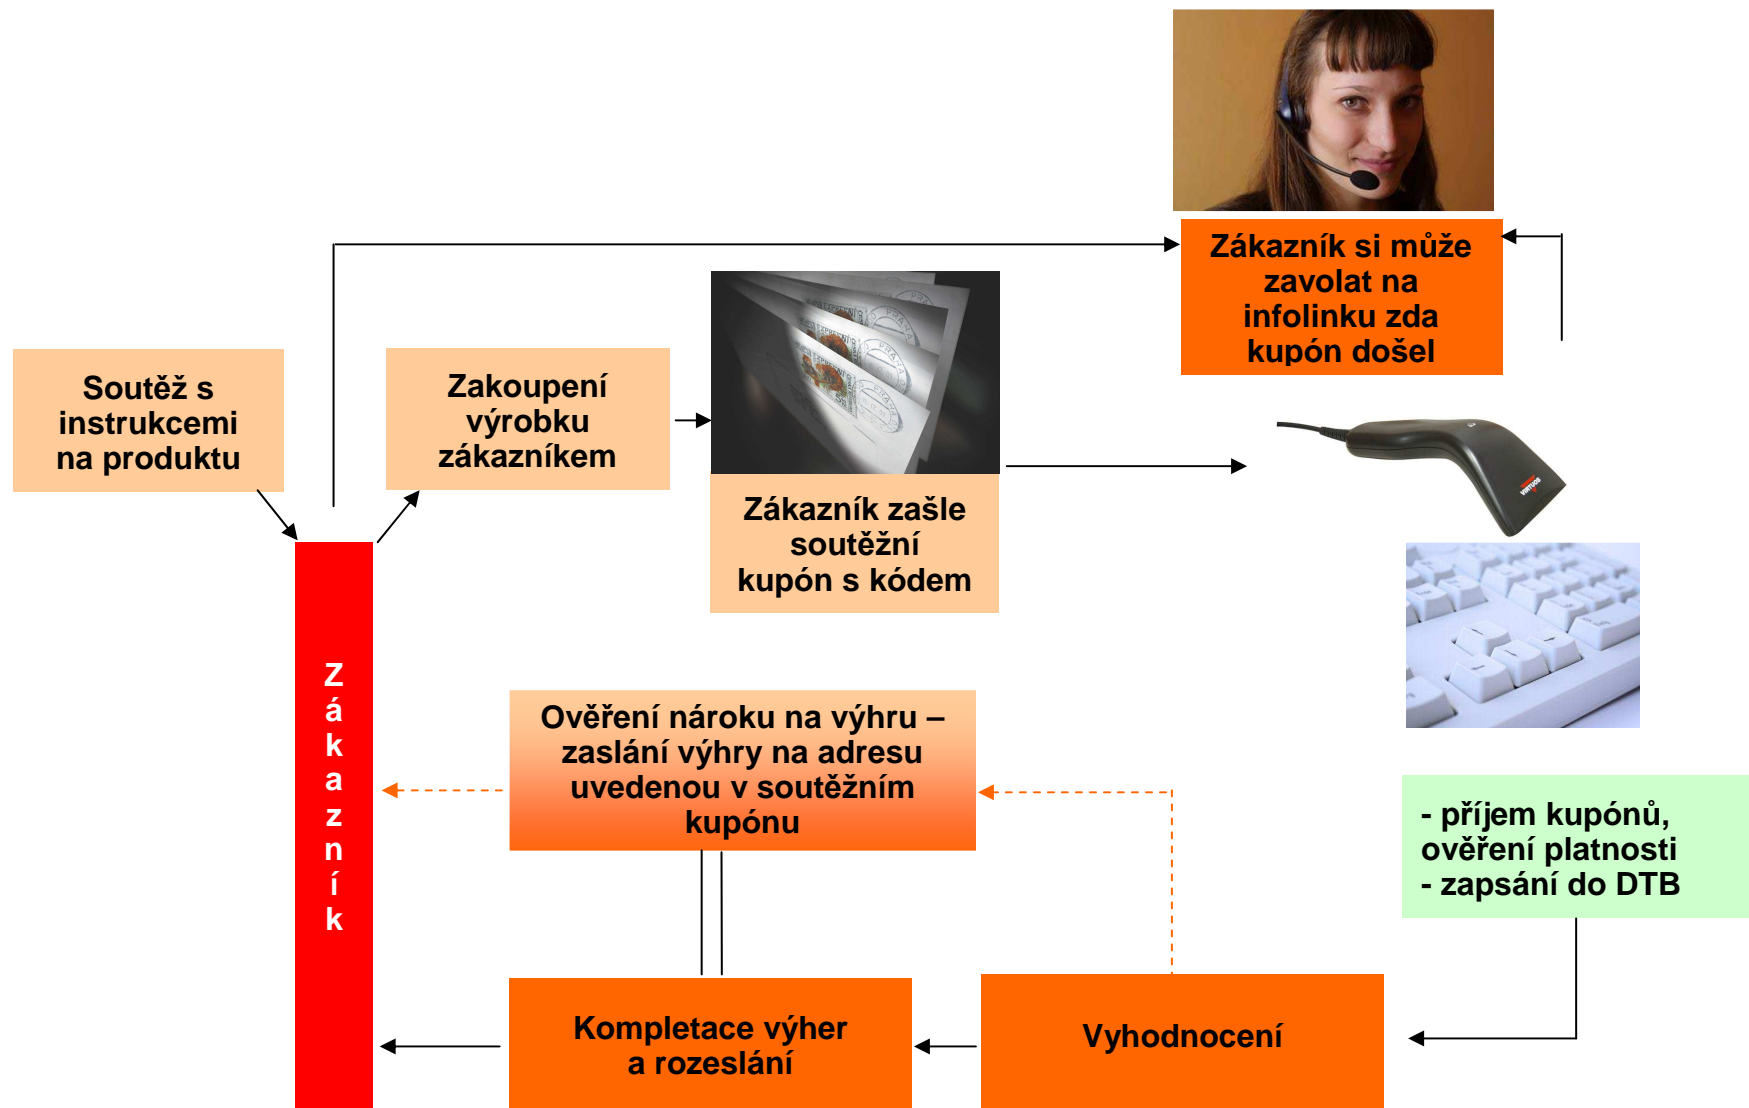 Zákazník si může
zavolat na
infolinku zda
kupón došel
Soutěž s
instrukcemi
na produktu
Zakoupení
výrobku
zákazníkem
Zákazník zašle
soutěžní
kupón s kódem
VIRTUOS
Z
á
k
a
z
n
í
k
Ověření nároku na výhru –
zaslání výhry na adresu
uvedenou v soutěžním
kupónu
- příjem kupónů,
ověření platnosti
- zapsání do DTB
Kompletace výher
a rozeslání
Vyhodnocení